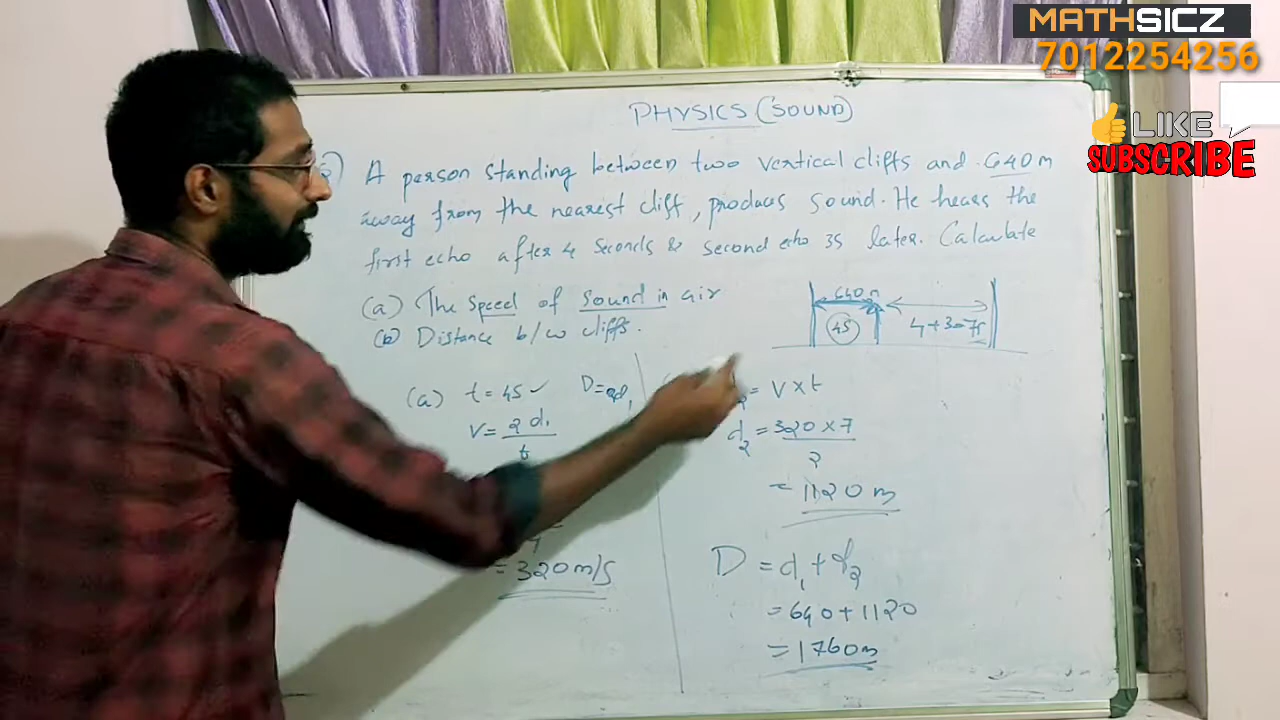 MATHSICZ
7012254256
LIKE
SUBSCRIBE
PHYSICS (SOUND)
A person standing between two vertical cliffs and 640 m
away from the nearest cliff, produces sound. He hears the
first echo after 4 seconds & second echo 3s later. Calculate
(a) The speed of sound in air
(b) Distance b/w cliffs.
640 m
4s
4+3=7s
(a) t = 4s ✓ D=2d₁
V = 2 d₁
t
= 320 m/s
= V × t
d₂ = 320 × 7
2
= 1120 m
D = d₁ + d₂
= 640 + 1120
= 1760m